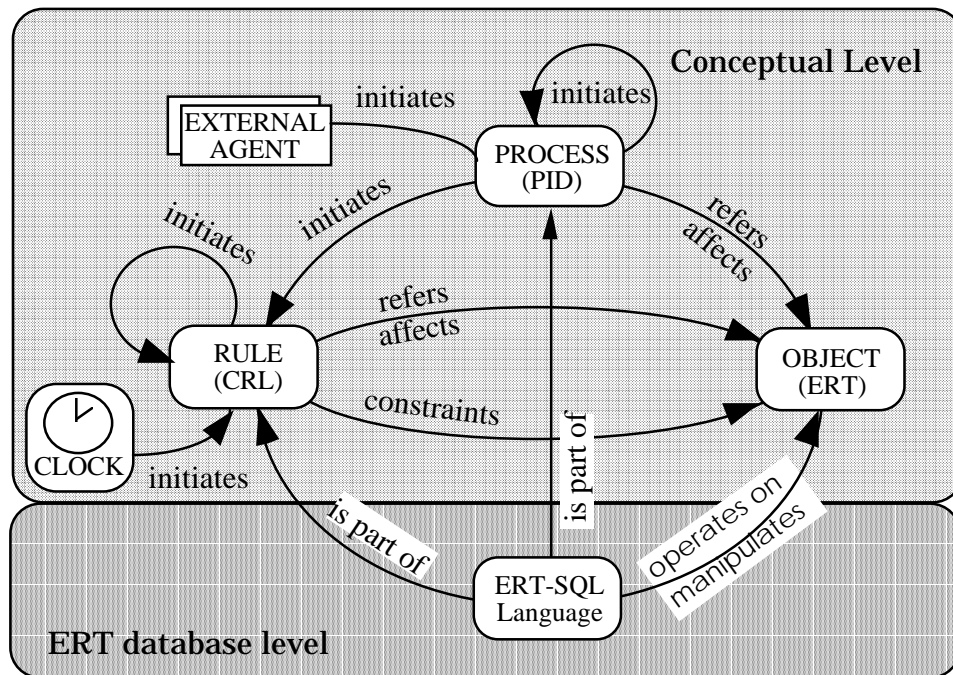 Conceptual Level
initiates
initiates
EXTERNAL
AGENT
PROCESS
(PID)
initiates
initiates
refers
affects
refers
affects
RULE
(CRL)
OBJECT
(ERT)
constraints
CLOCK
initiates
is part of
is part of
operates on
manipulates
ERT-SQL
Language
ERT database level